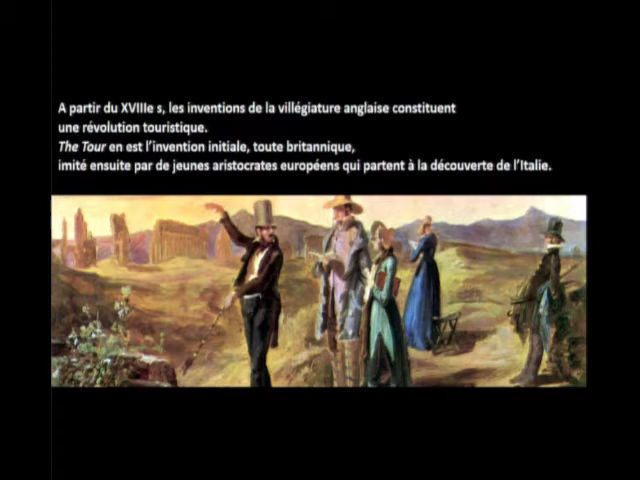 A partir du XVIIIe s, les inventions de la villégiature anglaise constituent
une révolution touristique.
The Tour en est l'invention initiale, toute britannique,
imité ensuite par de jeunes aristocrates européens qui partent à la découverte de l'Italie.